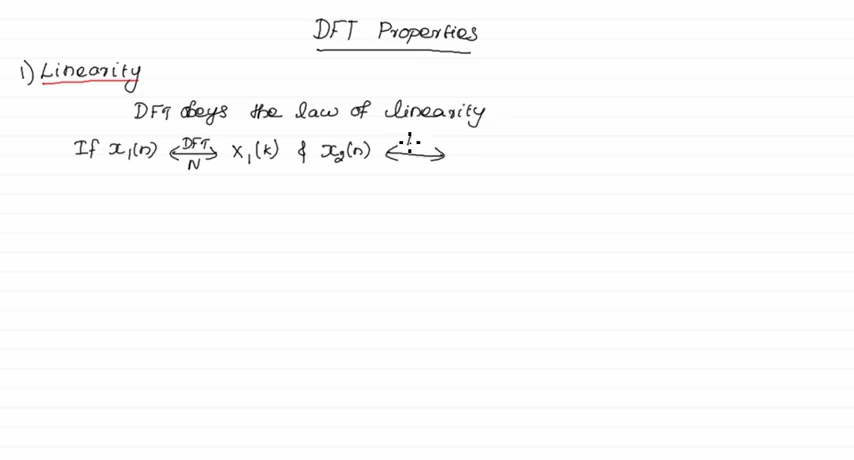 DFT Properties
1) Linearity
DFT obeys the law of linearity
If x₁(n) ⟷ DFT N X₁(k) & x₂(n) ⟷